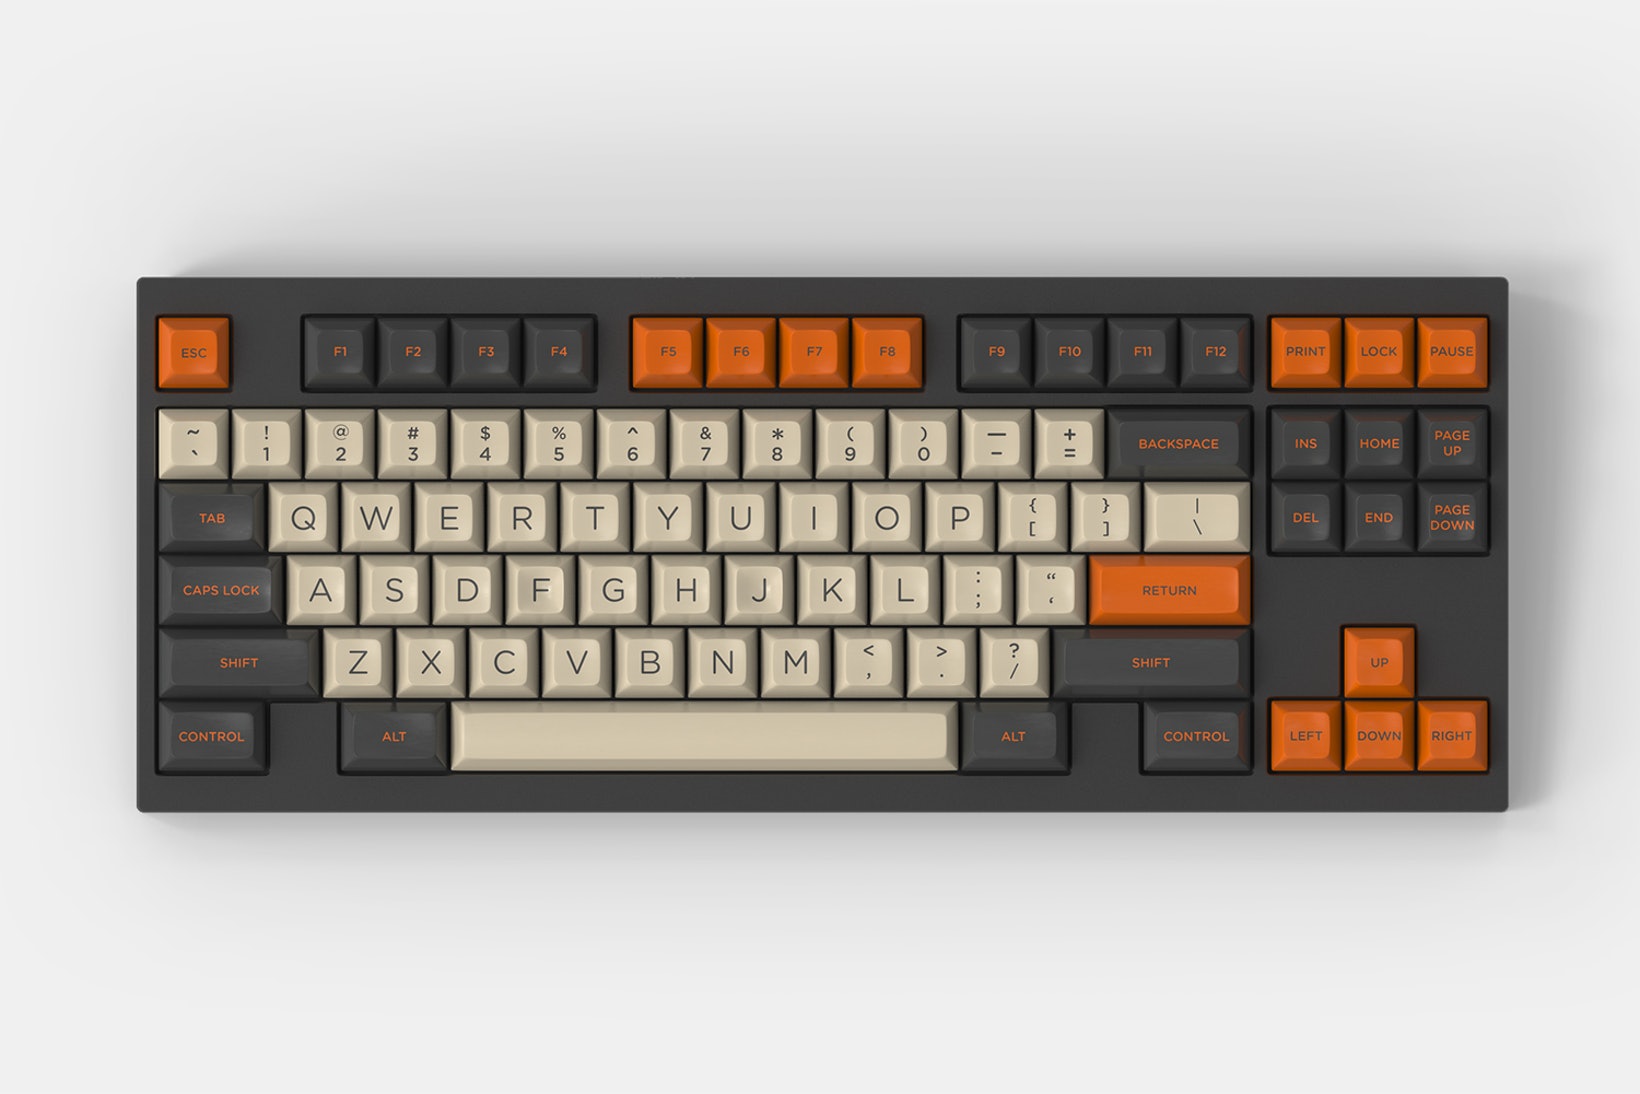 ESC F1 F2 F3 F4 F5 F6 F7 F8 F9 F10 F11 F12 PRINT LOCK PAUSE
~ ! @ # $ % ^ & * ( ) — +
` 1 2 3 4 5 6 7 8 9 0 - = BACKSPACE INS HOME PAGE UP
TAB Q W E R T Y U I O P { } |
[ ] \ DEL END PAGE DOWN
CAPS LOCK A S D F G H J K L : “
; ‘ RETURN
SHIFT Z X C V B N M < > ?
, . / SHIFT UP
CONTROL ALT ALT CONTROL LEFT DOWN RIGHT